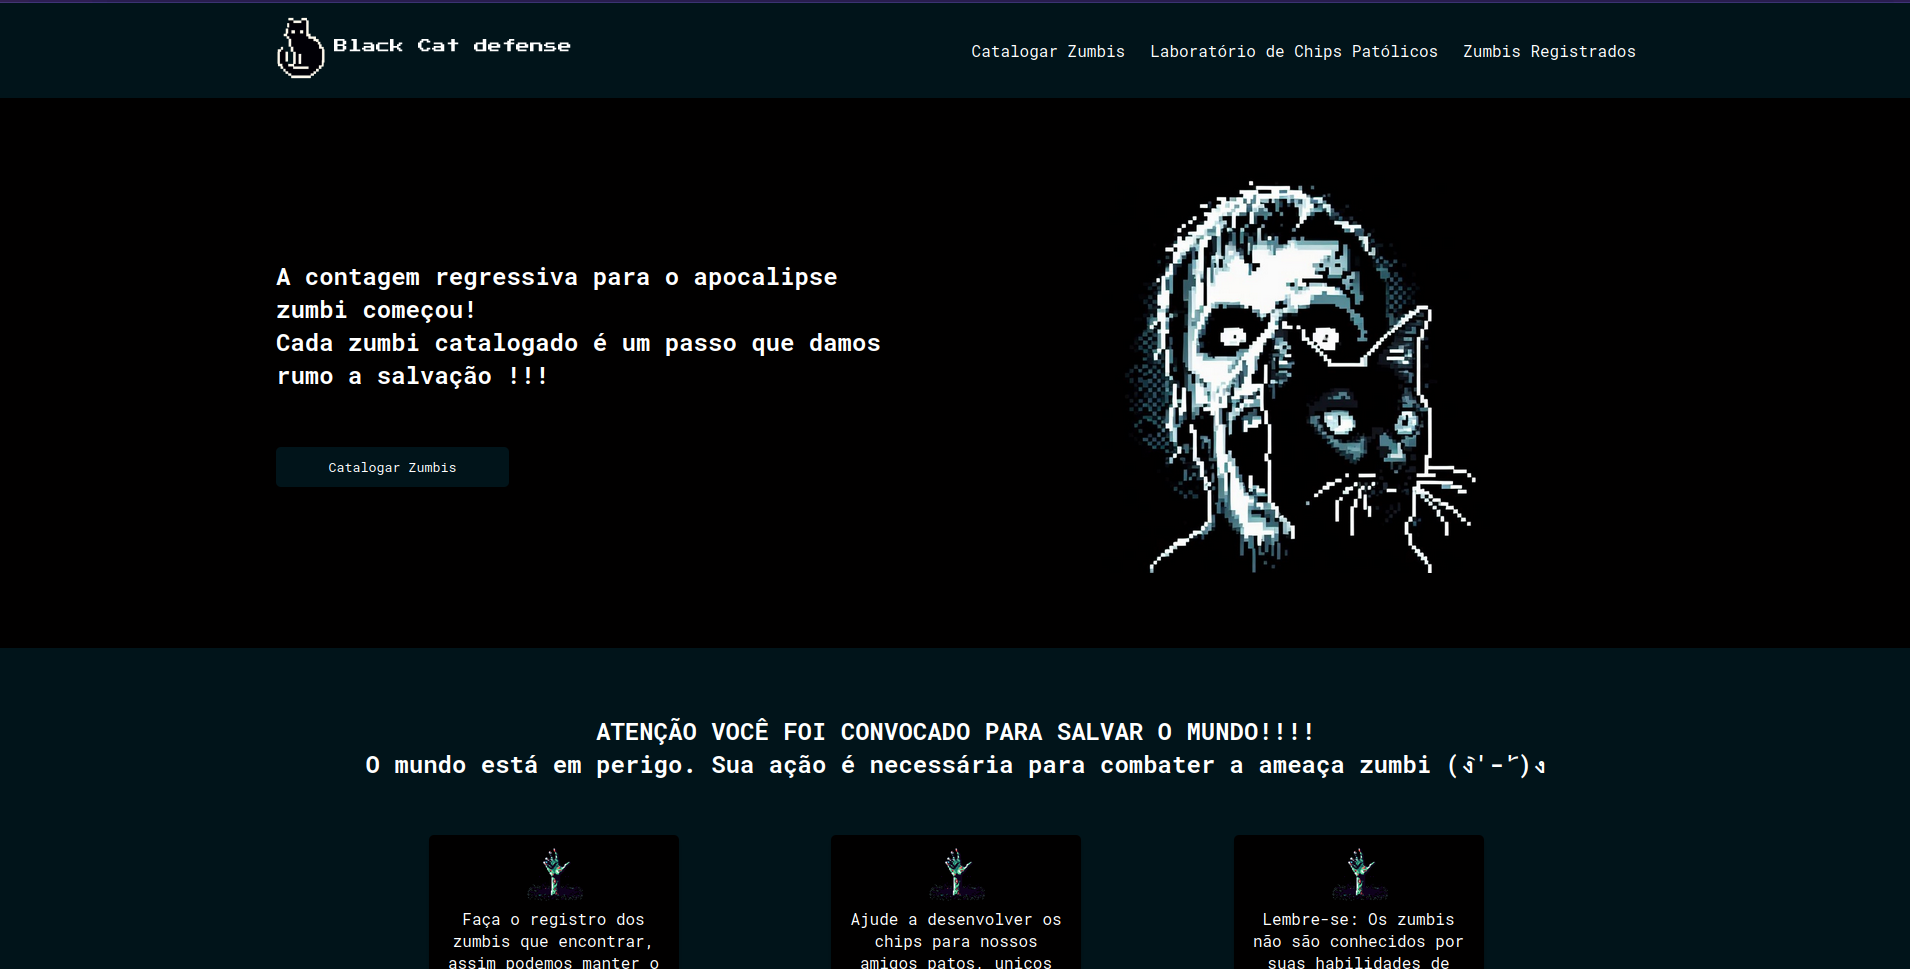 Black Cat defense
Catalogar Zumbis
Laboratório de Chips Patólicos
Zumbis Registrados
A contagem regressiva para o apocalipse
zumbi começou!
Cada zumbi catalogado é um passo que damos
rumo a salvação !!!
Catalogar Zumbis
ATENÇÃO VOCÊ FOI CONVOCADO PARA SALVAR O MUNDO!!!!
O mundo está em perigo. Sua ação é necessária para combater a ameaça zumbi
Faça o registro dos
zumbis que encontrar,
assim podemos manter o
Ajude a desenvolver os
chips para nossos
amigos patos, unicos
Lembre-se: Os zumbis
não são conhecidos por
suas habilidades de